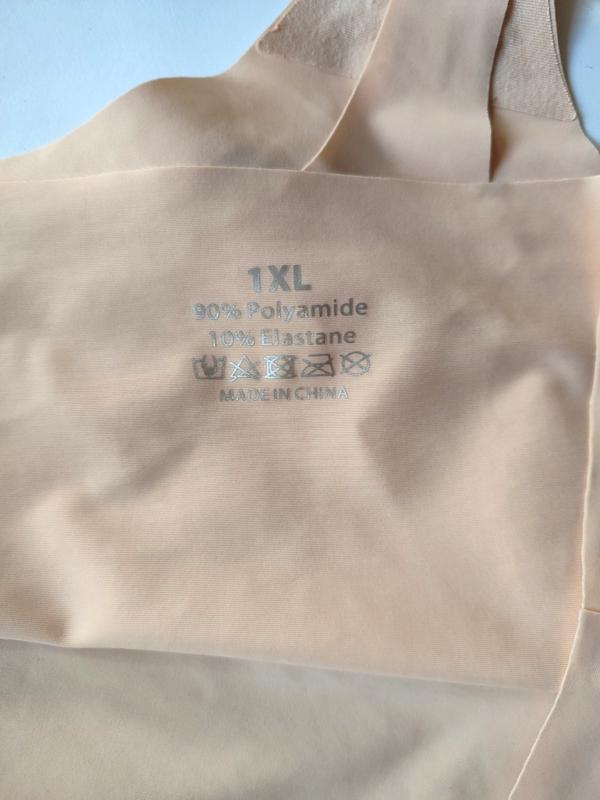 1XL
90% Polyamide
10% Elastane
MADE IN CHINA